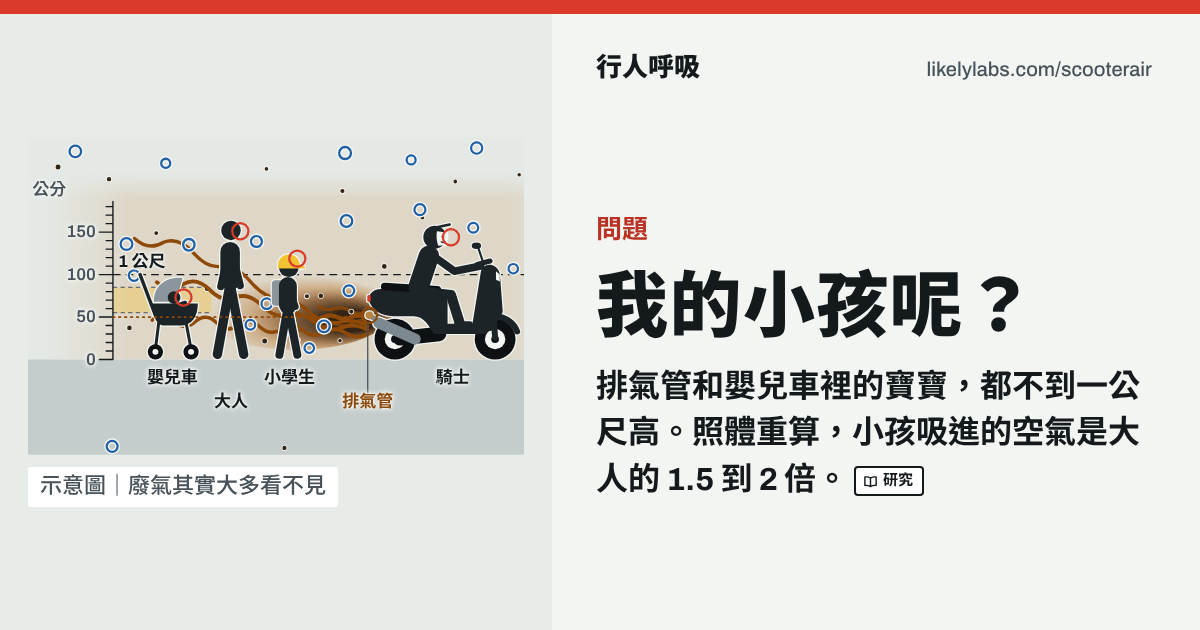 行人呼吸
likelylabs.com/scooterair
公分
150
1 公尺
100
50
0
嬰兒車
小學生
騎士
大人
排氣管
示意圖｜廢氣其實大多看不見
問題
我的小孩呢？
排氣管和嬰兒車裡的寶寶，都不到一公
尺高。照體重算，小孩吸進的空氣是大
人的 1.5 到 2 倍。 研究